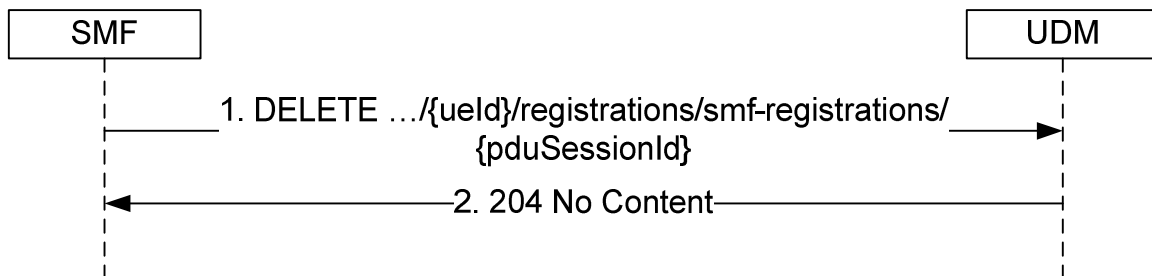 SMF
UDM
1. DELETE …/{ueId}/registrations/smf-registrations/
{pduSessionId}
2. 204 No Content